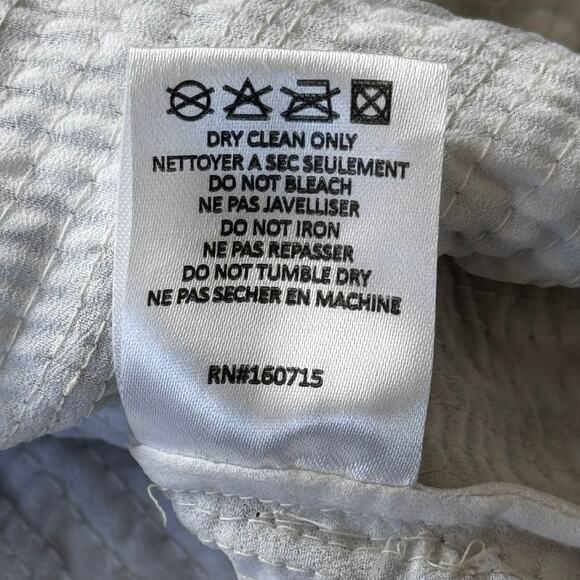 DRY CLEAN ONLY
NETTOYER A SEC SEULEMENT
DO NOT BLEACH
NE PAS JAVELLISER
DO NOT IRON
NE PAS REPASSER
DO NOT TUMBLE DRY
NE PAS SECHER EN MACHINE
RN#160715